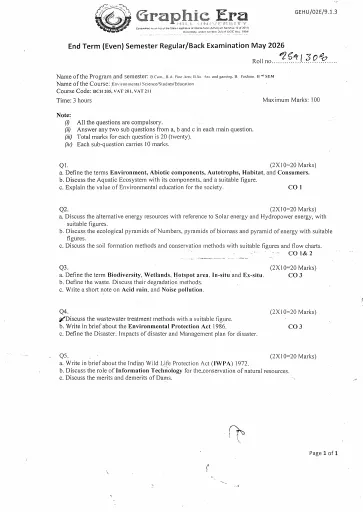 GEHU/02E/9.1.3
Graphic Era
HILL UNIVERSITY
End Term (Even) Semester Regular/Back Examination May 2026
Roll no.
Name of the Program and semester:
Name of the Course: Environmental Science/Science/Education
Course Code: BCH 200, VAT 201, VAT 211
Time: 3 hours Maximum Marks: 100
Note:
(i) All the questions are compulsory.
(ii) Answer any two sub questions from a, b and c in each main question.
(iii) Total marks for each question is 20 (twenty).
(iv) Each sub-question carries 10 marks.
Q1. (2X10=20 Marks)
a. Define the terms Environment, Abiotic components, Autotrophs, Habitat, and Consumers.
b. Discuss the Aquatic Ecosystem with its components, and a suitable figure.
c. Explain the value of Environmental education for the society. CO 1
Q2. (2X10=20 Marks)
a. Discuss the alternative energy resources with reference to Solar energy and Hydropower energy, with
suitable figures.
b. Discuss the ecological pyramids of Numbers, pyramids of biomass and pyramid of energy with suitable
figures.
c. Discuss the soil formation methods and conservation methods with suitable figures and flow charts.
CO 1& 2
Q3. (2X10=20 Marks)
a. Define the term Biodiversity, Wetlands, Hotspot area, In-situ and Ex-situ. CO 3
b. Define the waste. Discuss their degradation methods.
c. Write a short note on Acid rain, and Noise pollution.
Q4. (2X10=20 Marks)
Discuss the wastewater treatment methods with a suitable figure.
b. Write in brief about the Environmental Protection Act 1986. CO 3
c. Define the Disaster. Impacts of disaster and Management plan for disaster.
Q5. (2X10=20 Marks)
a. Write in brief about the Indian Wild Life Protection Act (IWPA) 1972.
b. Discuss the role of Information Technology for the conservation of natural resources.
c. Discuss the merits and demerits of Dams.
Page 1 of 1